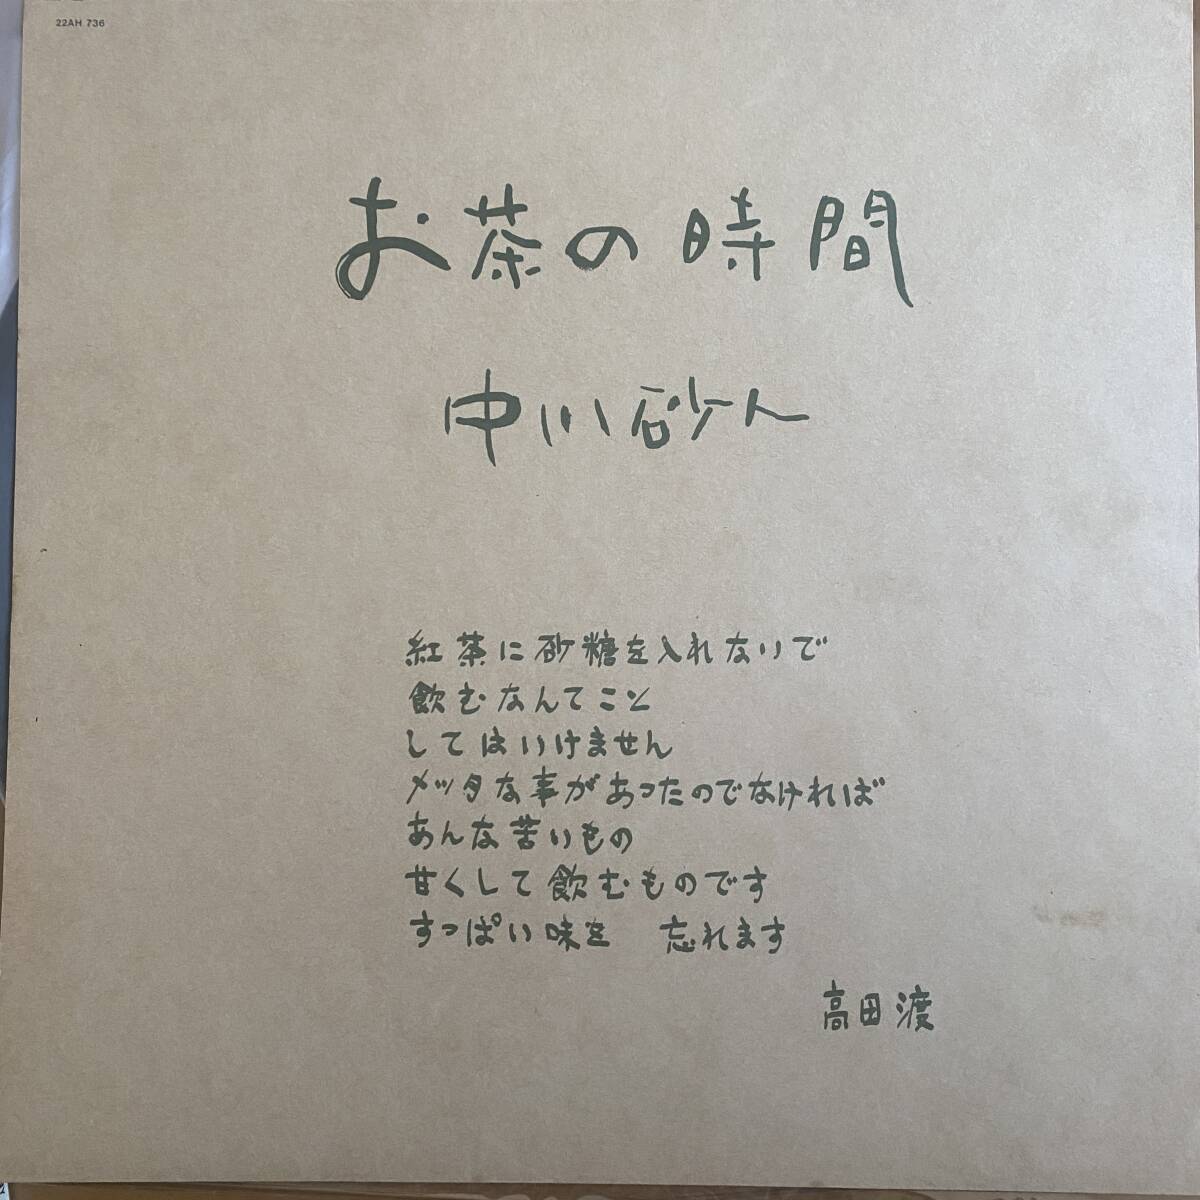 22AH 736
お茶の時間
中川砂人
紅茶に砂糖を入れないで
飲むなんてこと
してはいけません
メッタな事があったのでなければ
あんな苦いもの
甘くして飲むものです
すっぱい味を 忘れます
高田渡